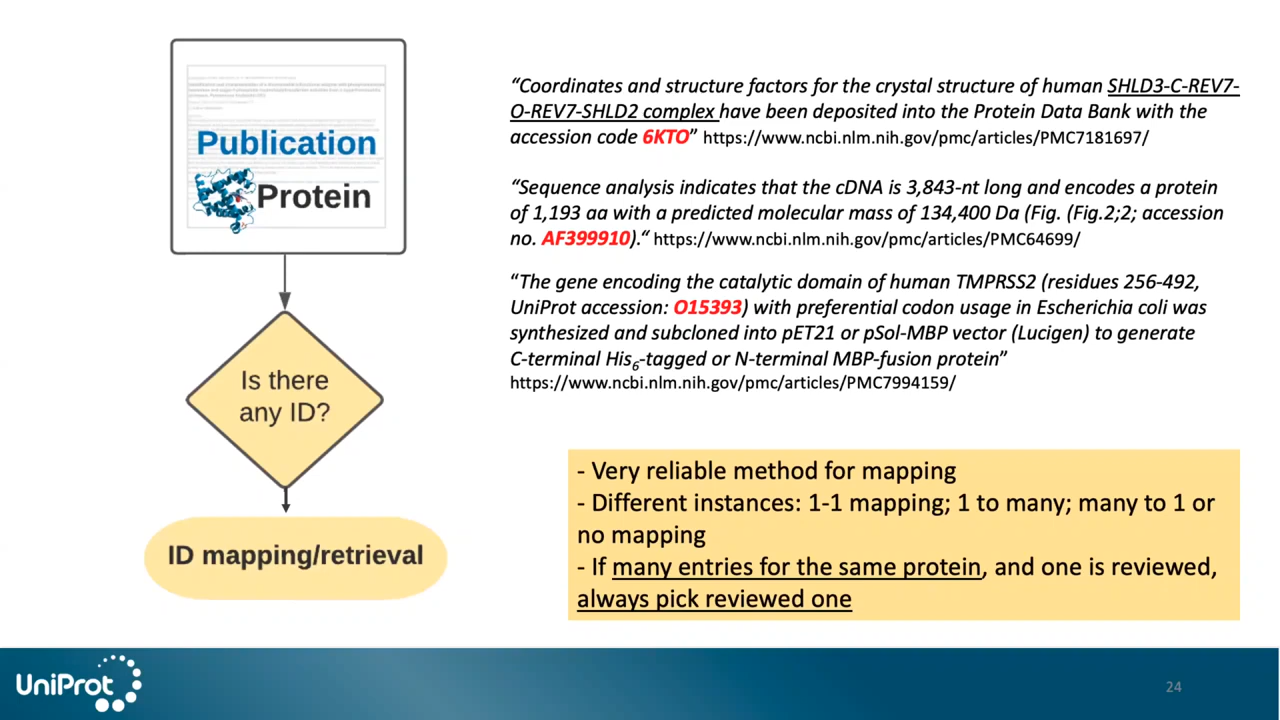 Publication
Protein
Is there
any ID?
ID mapping/retrieval
“Coordinates and structure factors for the crystal structure of human SHLD3-C-REV7-
O-REV7-SHLD2 complex have been deposited into the Protein Data Bank with the
accession code 6KTO” https://www.ncbi.nlm.nih.gov/pmc/articles/PMC7181697/
“Sequence analysis indicates that the cDNA is 3,843-nt long and encodes a protein
of 1,193 aa with a predicted molecular mass of 134,400 Da (Fig. (Fig.2;2; accession
no. AF399910).“ https://www.ncbi.nlm.nih.gov/pmc/articles/PMC64699/
“The gene encoding the catalytic domain of human TMPRSS2 (residues 256-492,
UniProt accession: O15393) with preferential codon usage in Escherichia coli was
synthesized and subcloned into pET21 or pSol-MBP vector (Lucigen) to generate
C-terminal His6-tagged or N-terminal MBP-fusion protein”
https://www.ncbi.nlm.nih.gov/pmc/articles/PMC7994159/
- Very reliable method for mapping
- Different instances: 1-1 mapping; 1 to many; many to 1 or
no mapping
- If many entries for the same protein, and one is reviewed,
always pick reviewed one
UniProt
24